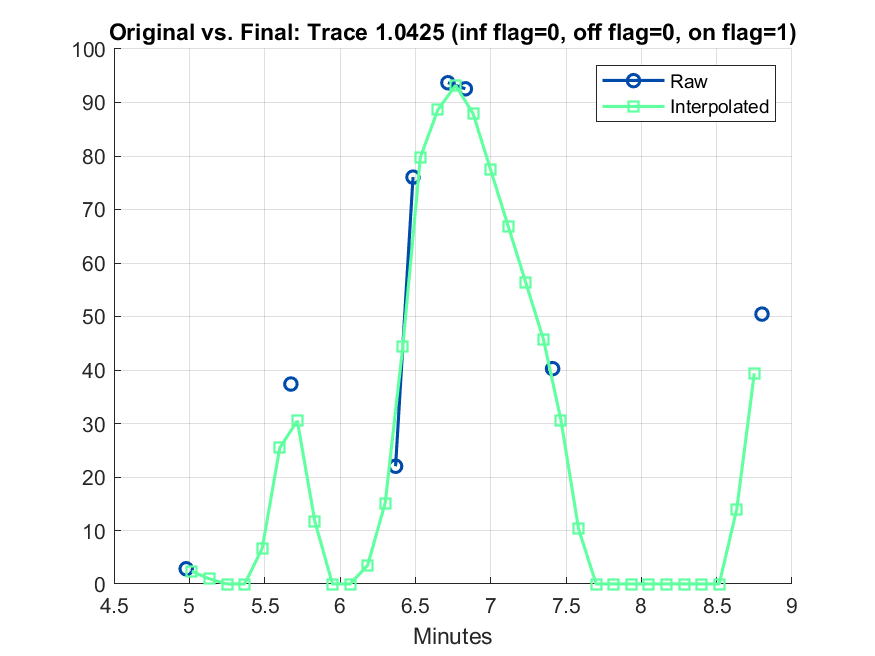 Original vs. Final: Trace 1.0425 (inf flag=0, off flag=0, on flag=1)
100
90
80
70
60
50
40
30
20
10
0
Raw
Interpolated
4.5 5 5.5 6 6.5 7 7.5 8 8.5 9
Minutes